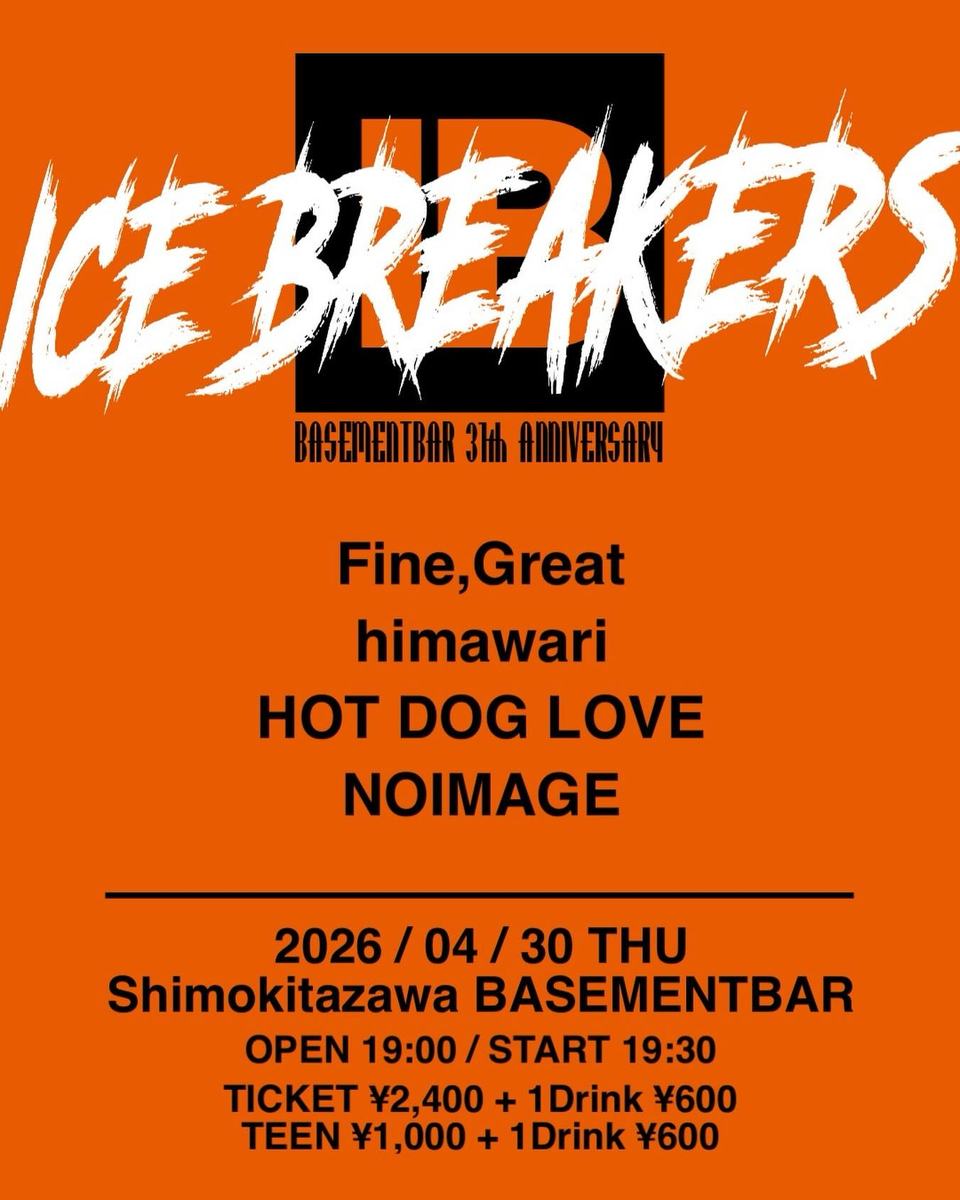 ICE BREAKERS
BASEMENTBAR 31th ANNIVERSARY
Fine,Great
himawari
HOT DOG LOVE
NOIMAGE
2026 / 04 / 30 THU
Shimokitazawa BASEMENTBAR
OPEN 19:00 / START 19:30
TICKET ¥2,400 + 1Drink ¥600
TEEN ¥1,000 + 1Drink ¥600